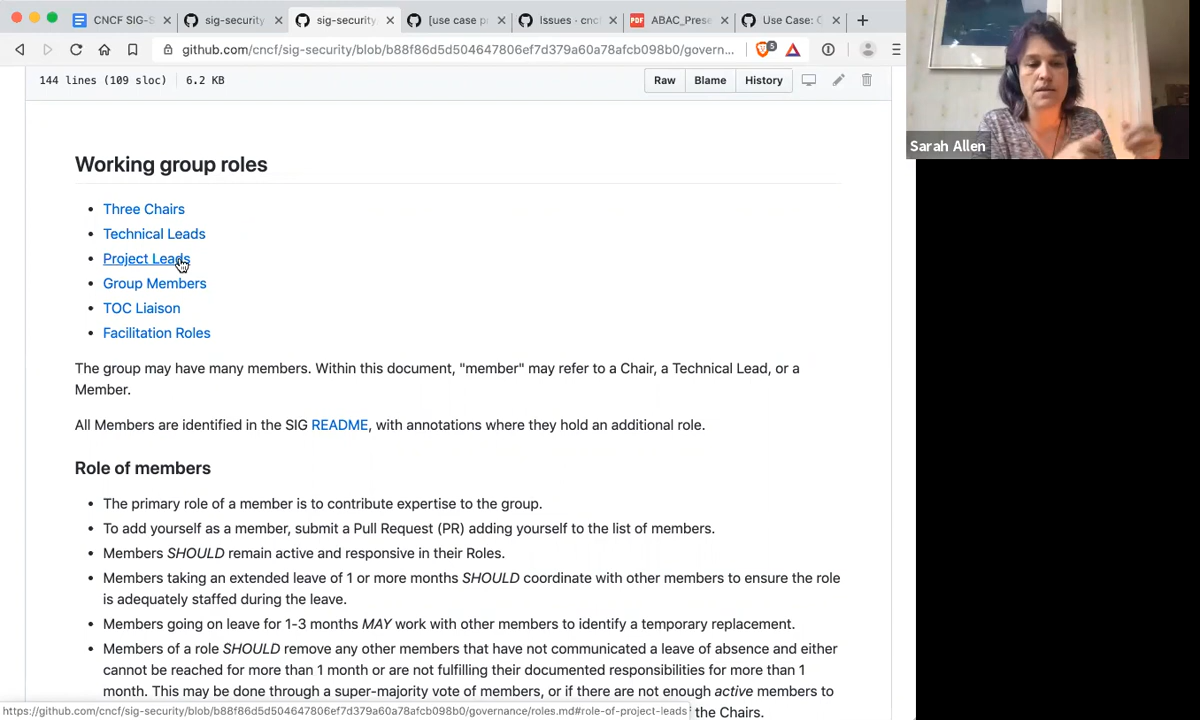 CNCF SIG-S
sig-security
sig-security
[use case pr
Issues · cncf
PDF ABAC_Prese
Use Case: C
github.com/cncf/sig-security/blob/b88f86d5d504647806ef7d379a60a78afcb098b0/govern...
5
144 lines (109 sloc) 6.2 KB
Raw Blame History
Sarah Allen
Working group roles
• Three Chairs
• Technical Leads
• Project Leads
• Group Members
• TOC Liaison
• Facilitation Roles
The group may have many members. Within this document, "member" may refer to a Chair, a Technical Lead, or a
Member.
All Members are identified in the SIG README, with annotations where they hold an additional role.
Role of members
• The primary role of a member is to contribute expertise to the group.
• To add yourself as a member, submit a Pull Request (PR) adding yourself to the list of members.
• Members SHOULD remain active and responsive in their Roles.
• Members taking an extended leave of 1 or more months SHOULD coordinate with other members to ensure the role
is adequately staffed during the leave.
• Members going on leave for 1-3 months MAY work with other members to identify a temporary replacement.
• Members of a role SHOULD remove any other members that have not communicated a leave of absence and either
cannot be reached for more than 1 month or are not fulfilling their documented responsibilities for more than 1
month. This may be done through a super-majority vote of members, or if there are not enough active members to
the Chairs.
https://github.com/cncf/sig-security/blob/b88f86d5d504647806ef7d379a60a78afcb098b0/governance/roles.md#role-of-project-leads